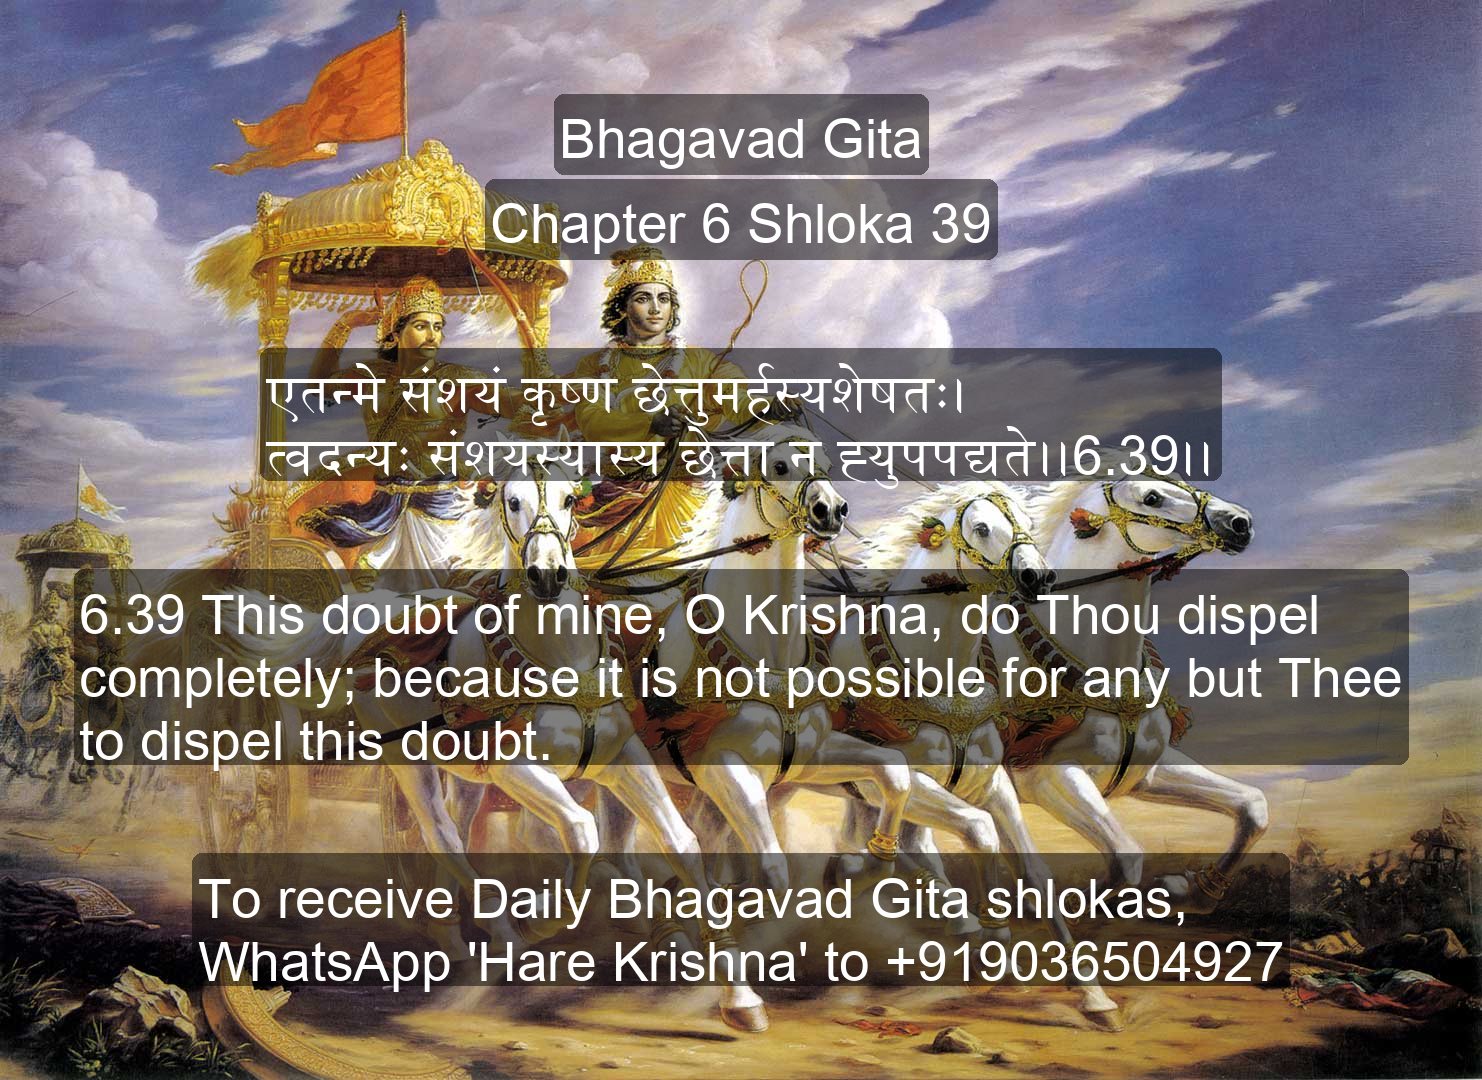 Bhagavad Gita
Chapter 6 Shloka 39
एतन्मे संशयं कृष्ण छेत्तुमर्हस्यशेषतः।
त्वदन्यः संशयस्यास्य छेत्ता न ह्युपपद्यते।।6.39।।
6.39 This doubt of mine, O Krishna, do Thou dispel
completely; because it is not possible for any but Thee
to dispel this doubt.
To receive Daily Bhagavad Gita shlokas,
WhatsApp 'Hare Krishna' to +919036504927